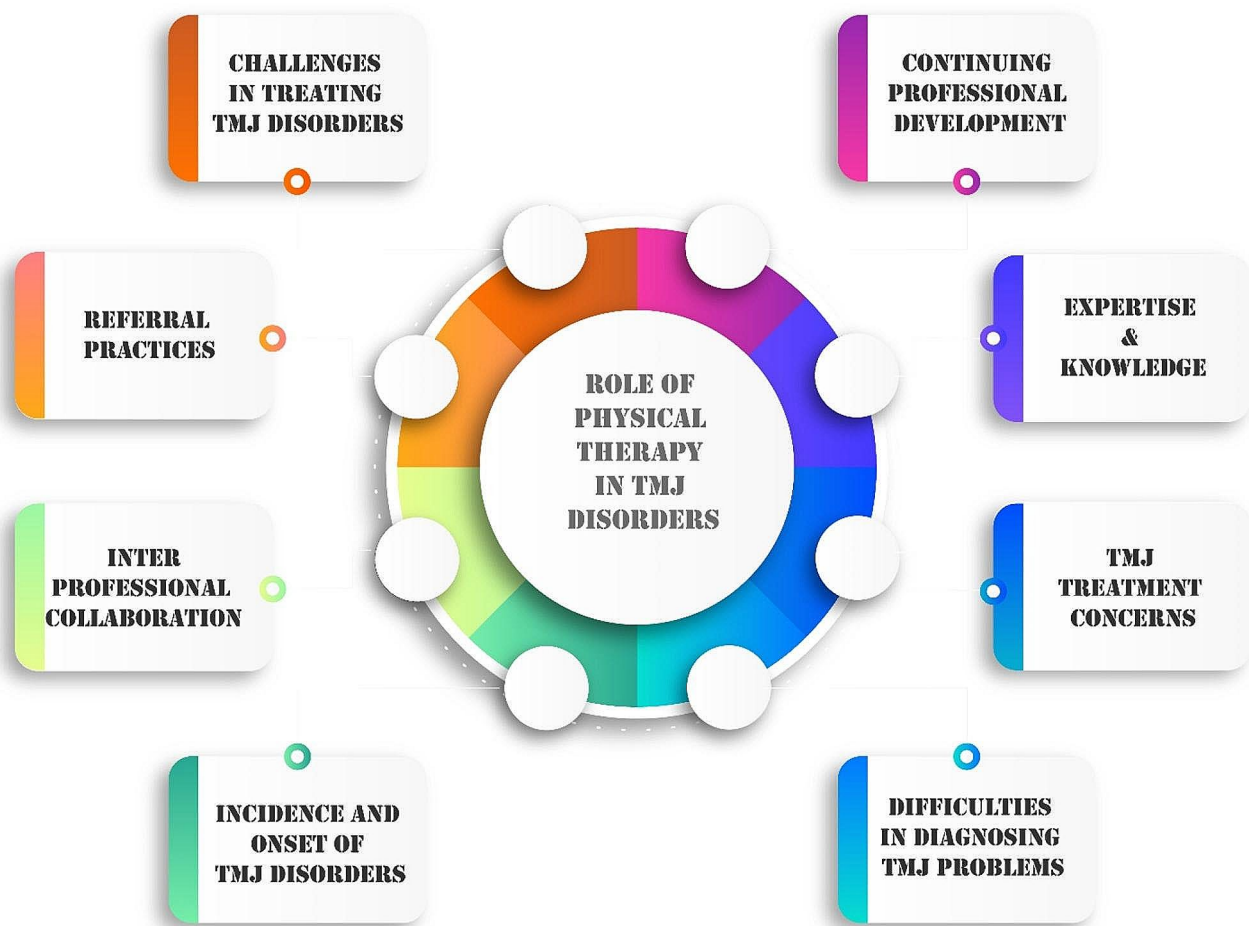 CHALLENGES
IN TREATING
TMJ DISORDERS
CONTINUING
PROFESSIONAL
DEVELOPMENT
REFERRAL
PRACTICES
EXPERTISE
&
KNOWLEDGE
ROLE OF
PHYSICAL
THERAPY
IN TMJ
DISORDERS
INTER
PROFESSIONAL
COLLABORATION
TMJ
TREATMENT
CONCERNS
INCIDENCE AND
ONSET OF
TMJ DISORDERS
DIFFICULTIES
IN DIAGNOSING
TMJ PROBLEMS